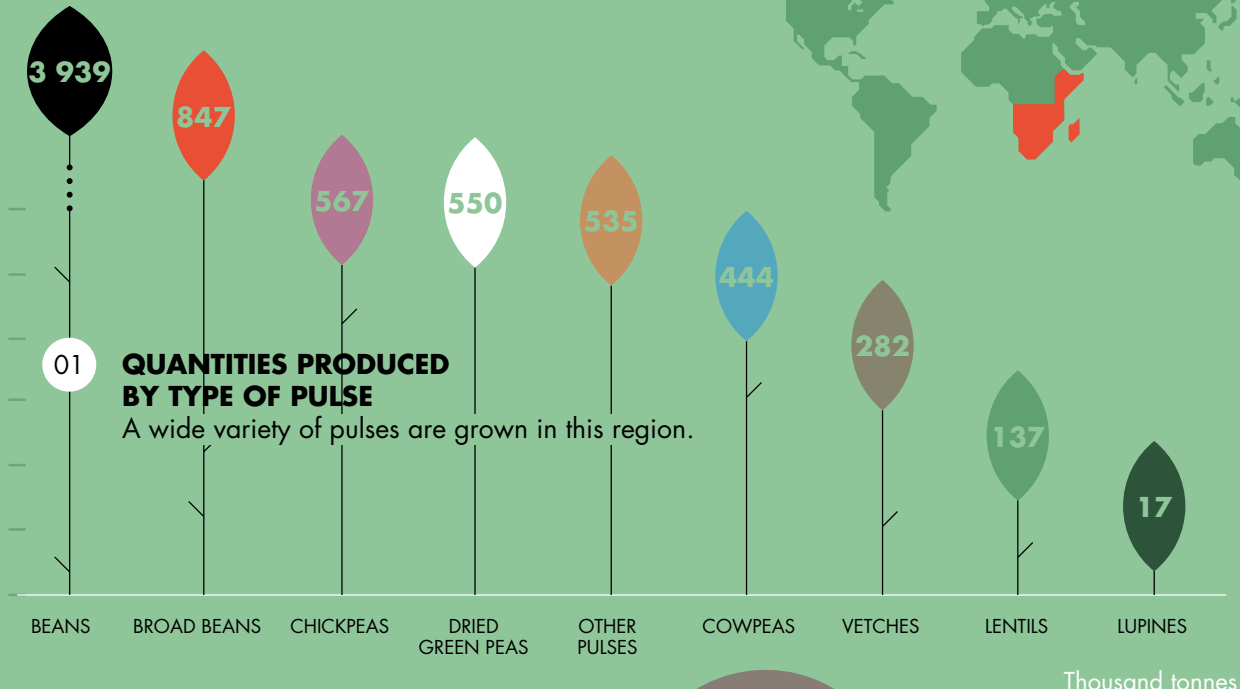 3 939
847
567
550
535
444
282
137
17
01
QUANTITIES PRODUCED
BY TYPE OF PULSE
A wide variety of pulses are grown in this region.
BEANS
BROAD BEANS
CHICKPEAS
DRIED
GREEN PEAS
OTHER
PULSES
COWPEAS
VETCHES
LENTILS
LUPINES
Thousand tonnes